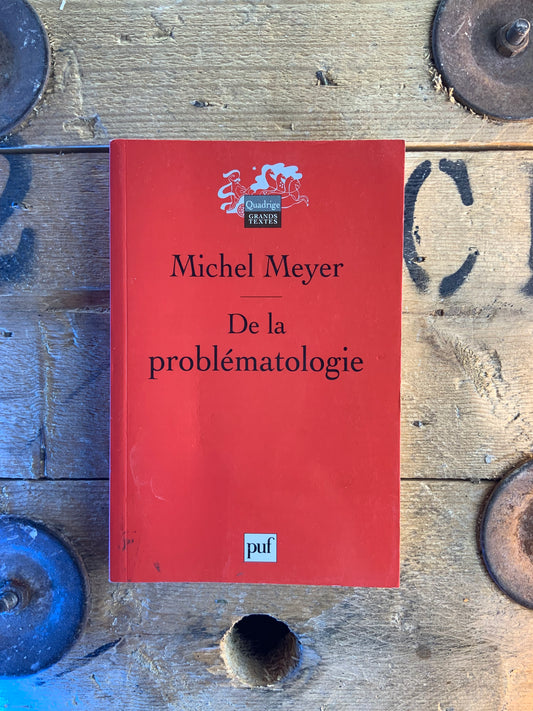 Quadrige
GRANDS
TEXTES
Michel Meyer
De la
problématologie
puf
C